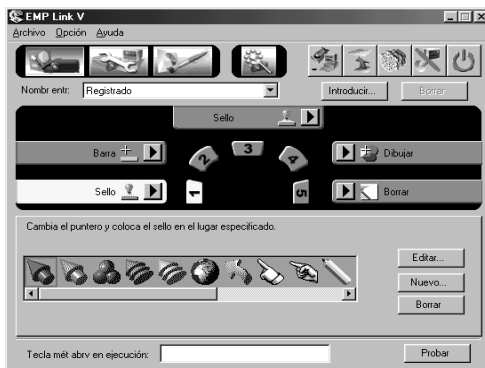 EMP Link V
Archivo Opción Ayuda
Nombr entr: Registrado Introducir... Borrar
Sello
Barra 2 3 4 Dibujar
Sello 1 5 Borrar
Cambia el puntero y coloca el sello en el lugar especificado.
Editar...
Nuevo...
Borrar
Tecla mét abrv en ejecución: Probar